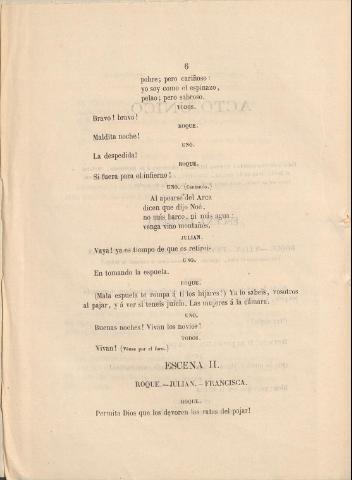 6
pobre; pero cariñoso:
yo soy como el espinazo,
pelao; pero sabroso.
TODOS.
Bravo! bravo!
ROQUE.
Maldita noche!
UNO.
La despedida!
ROQUE.
Si fuera para el infierno!
UNO. (Cantando.)
Al apearse del Arca
dicen que dijo Noé,
no más barco, ni más agua:
venga vino montañés.
JULIAN.
Vaya! ya es tiempo de que os retireis.
UNO.
En tomando la espuela.
ROQUE.
(Mala espuela te rompa á tí los hijares!) Ya lo sabeis, vosotros
al pajar, y á ver si teneis juicio. Las mujeres á la cámara.
UNO.
Buenas noches! Vivan los novios!
TODOS.
Vivan! (Vánse por el foro.)
ESCENA II.
ROQUE.—JULIAN.—FRANCISCA.
ROQUE.
Permita Dios que los devoren las ratas del pajar!